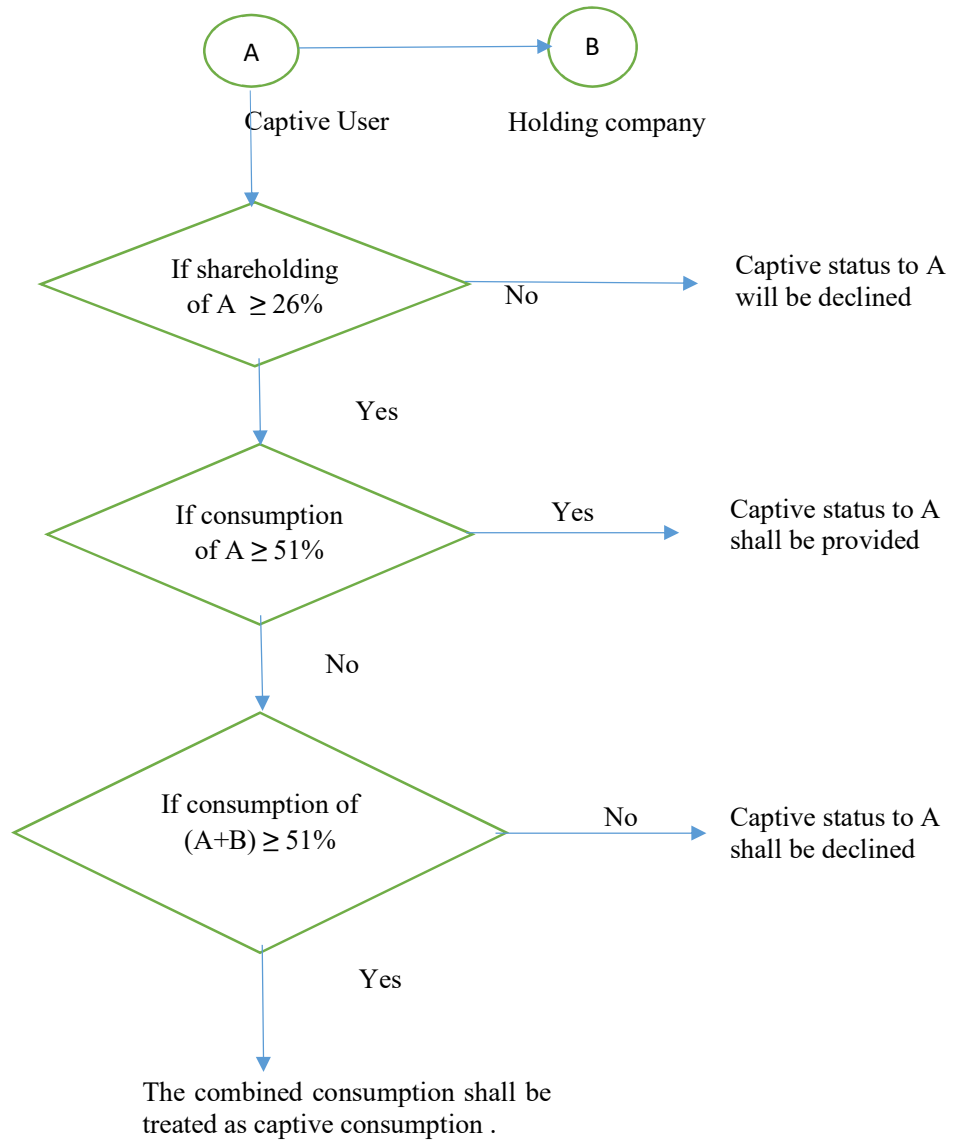 A
B
Captive User
Holding company
If shareholding
of A ≥ 26%
No
Captive status to A
will be declined
Yes
If consumption
of A ≥ 51%
Yes
Captive status to A
shall be provided
No
If consumption of
(A+B) ≥ 51%
No
Captive status to A
shall be declined
Yes
The combined consumption shall be
treated as captive consumption .